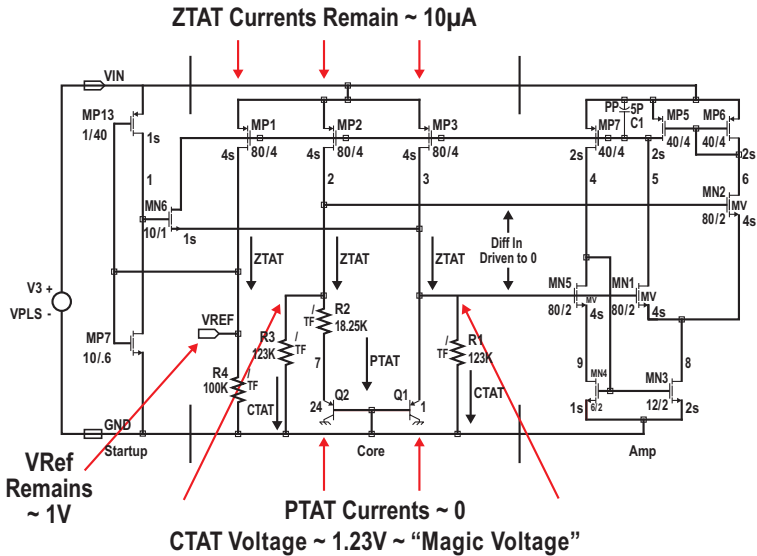 ZTAT Currents Remain ~ 10µA
VIN
MP13
1/40
1s
MP1
80/4
4s
MP2
80/4
4s
MP3
80/4
4s
MP7
40/4
2s
PP
5P
C1
MP5
40/4
2s
MP6
40/4
2s
1
2
3
4
5
6
MN6
10/1
1s
MN2
MV
80/2
4s
ZTAT
ZTAT
ZTAT
Diff In
Driven to 0
V3 +
VPLS -
MN5
MV
80/2
4s
MN1
MV
80/2
4s
VREF
MP7
10/.6
R3
123K
TF
R2
18.25K
TF
R1
123K
TF
R4
100K
TF
7
PTAT
CTAT
CTAT
Q2
24
Q1
1
9
8
MN4
6/2
1s
MN3
12/2
2s
GND
Startup
Core
Amp
VRef
Remains
~ 1V
PTAT Currents ~ 0
CTAT Voltage ~ 1.23V ~ “Magic Voltage”